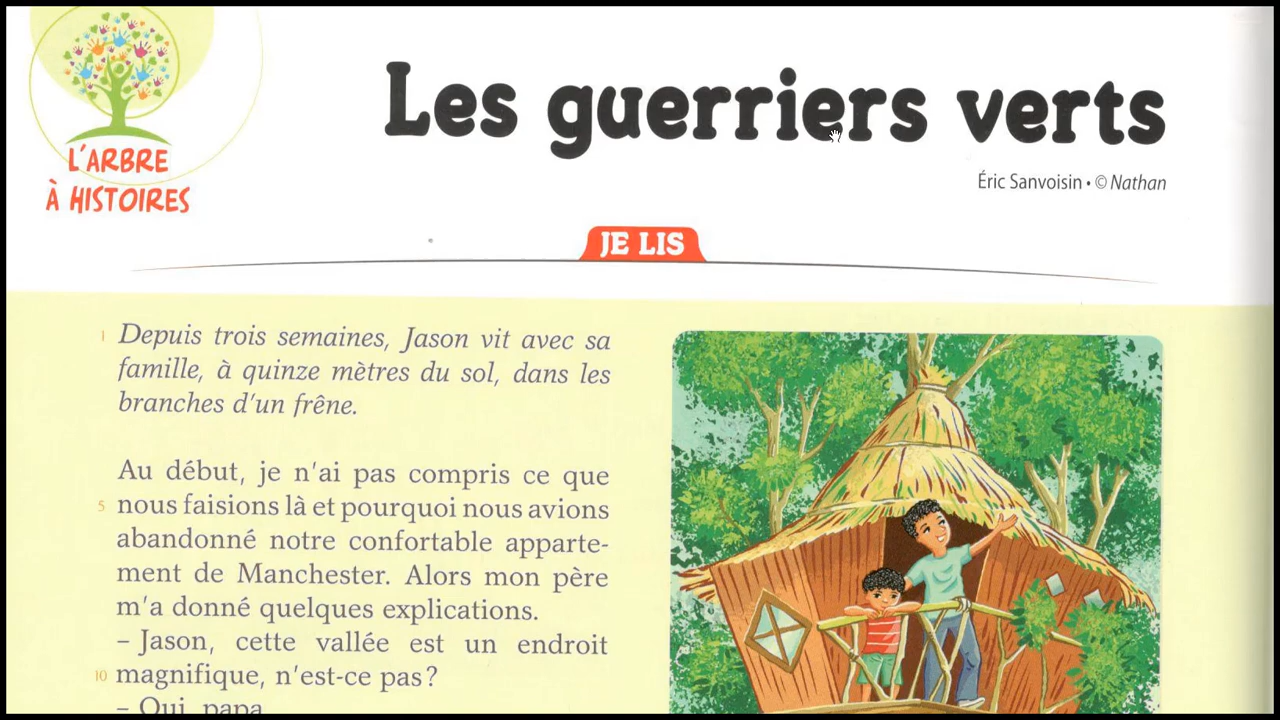 L'ARBRE
À HISTOIRES
Les guerriers verts
Éric Sanvoisin • © Nathan
JE LIS
1 Depuis trois semaines, Jason vit avec sa
famille, à quinze mètres du sol, dans les
branches d'un frêne.
Au début, je n'ai pas compris ce que
5 nous faisions là et pourquoi nous avions
abandonné notre confortable apparte-
ment de Manchester. Alors mon père
m'a donné quelques explications.
– Jason, cette vallée est un endroit
10 magnifique, n'est-ce pas ?
– Oui, papa.